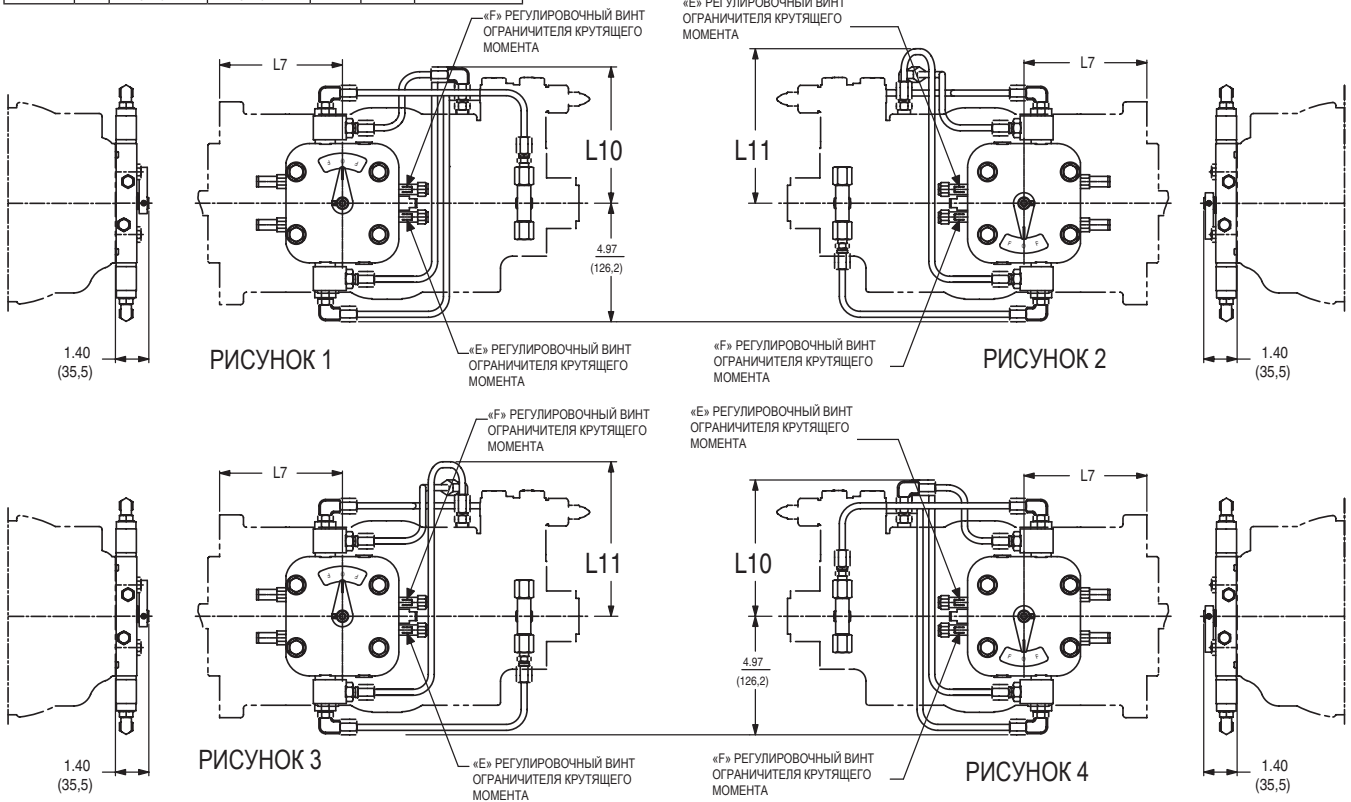 «F» РЕГУЛИРОВОЧНЫЙ ВИНТ
ОГРАНИЧИТЕЛЯ КРУТЯЩЕГО
МОМЕНТА
«E» РЕГУЛИРОВОЧНЫЙ ВИНТ
ОГРАНИЧИТЕЛЯ КРУТЯЩЕГО
МОМЕНТА
L7
L10
L11
L7
F O F
F O F
4.97
(126,2)
1.40
(35,5)
РИСУНОК 1
«E» РЕГУЛИРОВОЧНЫЙ ВИНТ
ОГРАНИЧИТЕЛЯ КРУТЯЩЕГО
МОМЕНТА
«F» РЕГУЛИРОВОЧНЫЙ ВИНТ
ОГРАНИЧИТЕЛЯ КРУТЯЩЕГО
МОМЕНТА
РИСУНОК 2
1.40
(35,5)
«F» РЕГУЛИРОВОЧНЫЙ ВИНТ
ОГРАНИЧИТЕЛЯ КРУТЯЩЕГО
МОМЕНТА
«E» РЕГУЛИРОВОЧНЫЙ ВИНТ
ОГРАНИЧИТЕЛЯ КРУТЯЩЕГО
МОМЕНТА
L7
L11
L10
L7
F O F
F O F
4.97
(126,2)
1.40
(35,5)
РИСУНОК 3
«E» РЕГУЛИРОВОЧНЫЙ ВИНТ
ОГРАНИЧИТЕЛЯ КРУТЯЩЕГО
МОМЕНТА
«F» РЕГУЛИРОВОЧНЫЙ ВИНТ
ОГРАНИЧИТЕЛЯ КРУТЯЩЕГО
МОМЕНТА
РИСУНОК 4
1.40
(35,5)